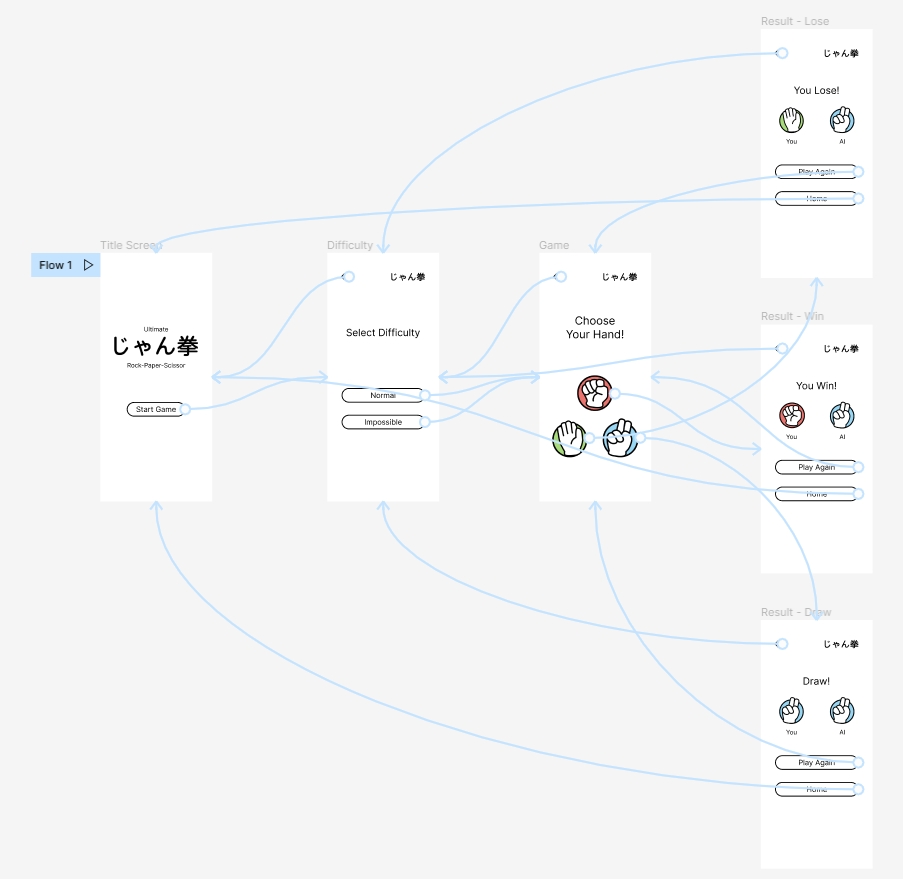 Flow 1
Title Screen
Ultimate
じゃん拳
Rock-Paper-Scissor
Start Game
Difficulty
じゃん拳
Select Difficulty
Normal
Impossible
Game
じゃん拳
Choose
Your Hand!
Result - Lose
じゃん拳
You Lose!
You
AI
Play Again
Home
Result - Win
じゃん拳
You Win!
You
AI
Play Again
Home
Result - Draw
じゃん拳
Draw!
You
AI
Play Again
Home